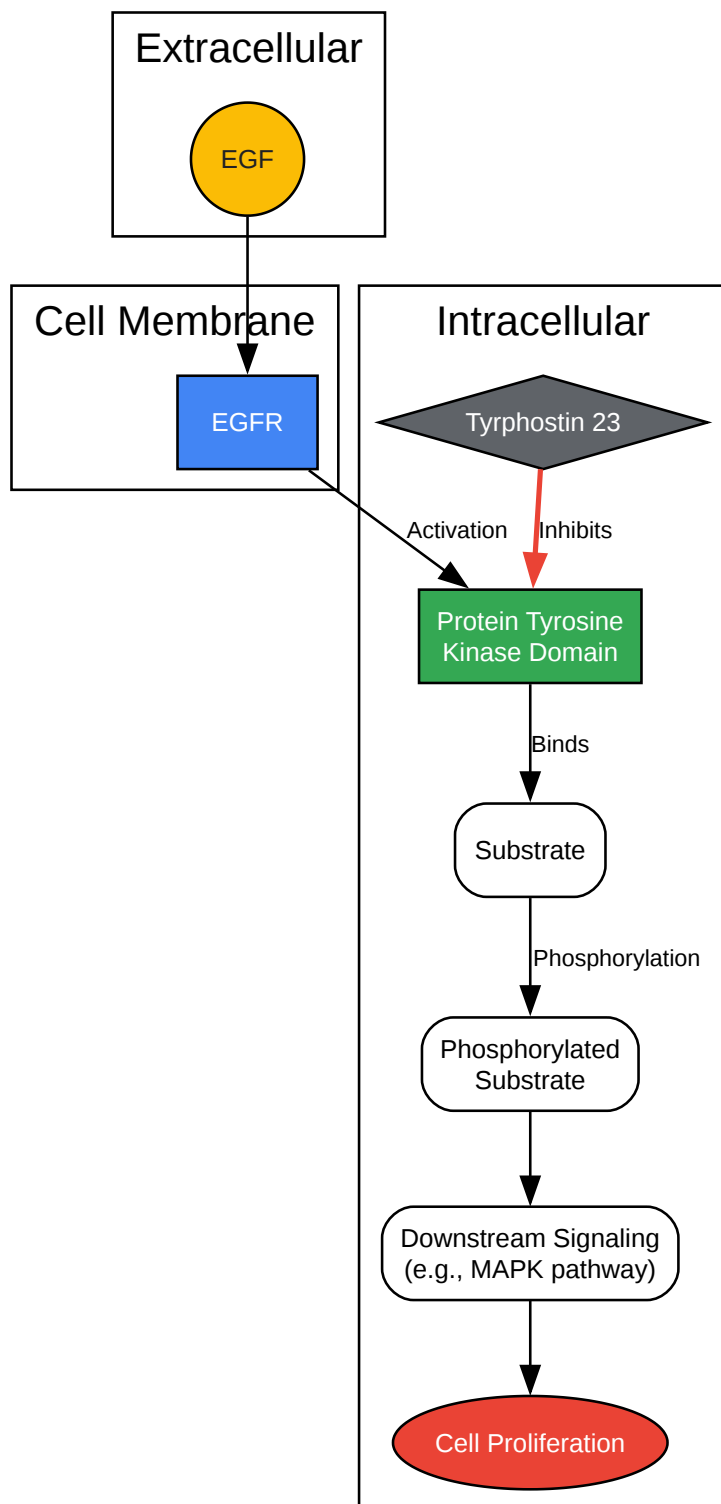 Extracellular
EGF
Cell Membrane
EGFR
Intracellular
Tyrphostin 23
Activation
Inhibits
Protein Tyrosine
Kinase Domain
Binds
Substrate
Phosphorylation
Phosphorylated
Substrate
Downstream Signaling
(e.g., MAPK pathway)
Cell Proliferation